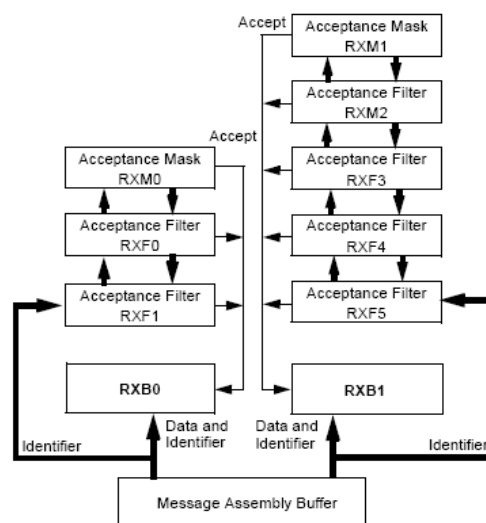 Accept
Acceptance Mask
RXM1
Acceptance Filter
RXM2
Accept
Acceptance Mask
RXM0
Acceptance Filter
RXF3
Acceptance Filter
RXF0
Acceptance Filter
RXF4
Acceptance Filter
RXF1
Acceptance Filter
RXF5
RXB0
RXB1
Data and
Identifier
Data and
Identifier
Identifier
Identifier
Message Assembly Buffer